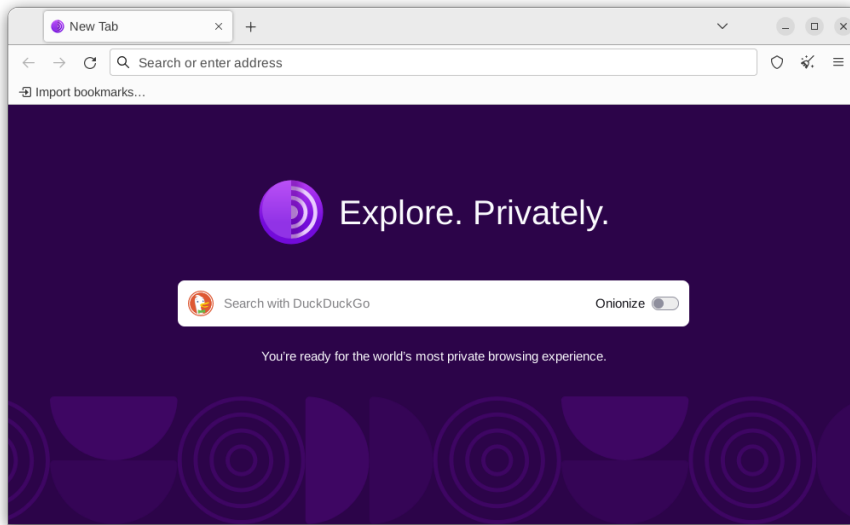 New Tab
Search or enter address
Import bookmarks…
Explore. Privately.
Search with DuckDuckGo
Onionize
You're ready for the world's most private browsing experience.